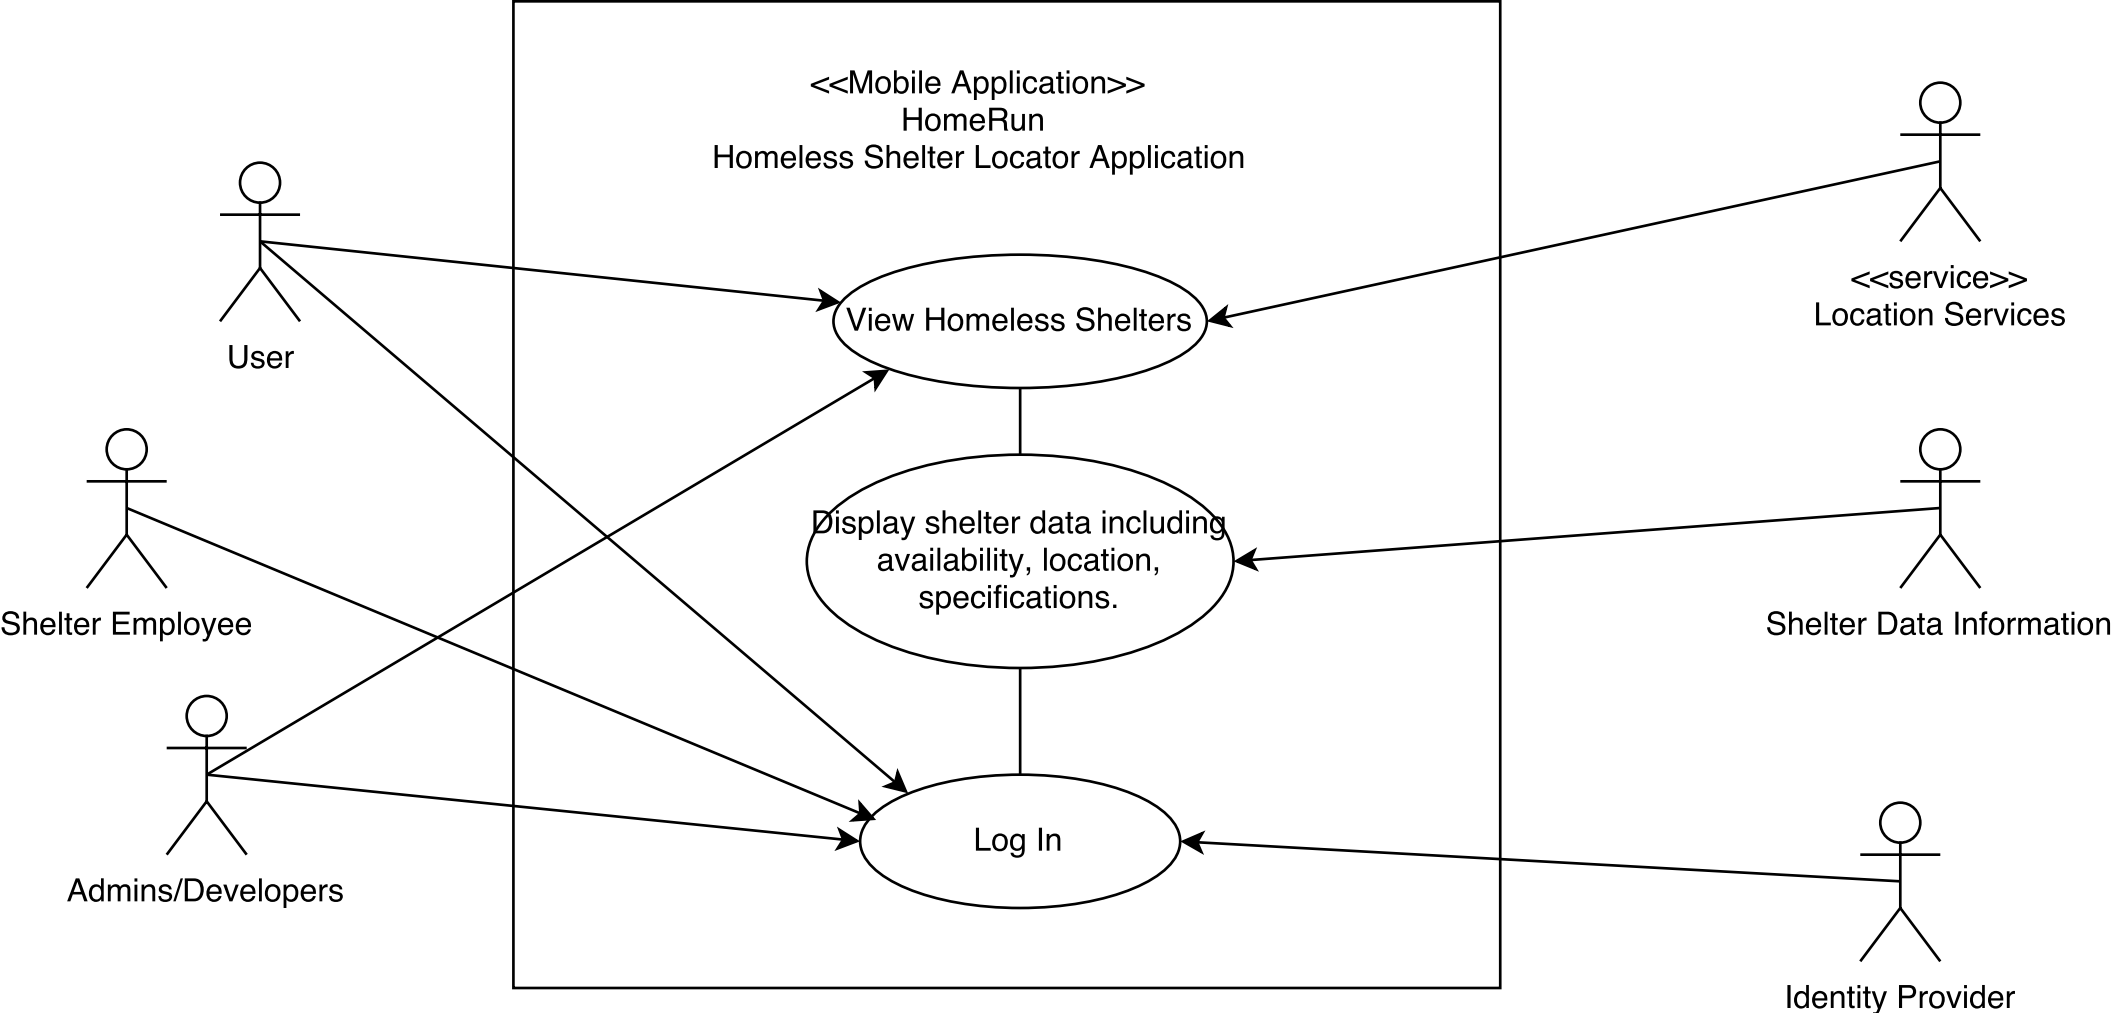 <<Mobile Application>>
HomeRun
Homeless Shelter Locator Application
User
Shelter Employee
Admins/Developers
View Homeless Shelters
Display shelter data including
availability, location,
specifications.
Log In
<<service>>
Location Services
Shelter Data Information
Identity Provider